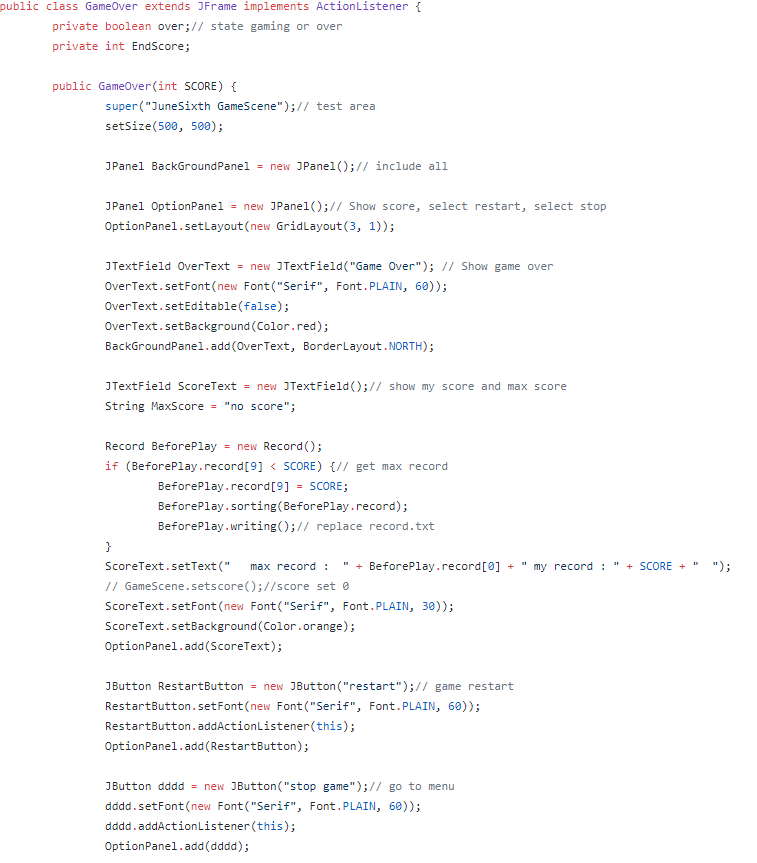 public class GameOver extends JFrame implements ActionListener {
private boolean over;// state gaming or over
private int EndScore;
public GameOver(int SCORE) {
super("JuneSixth GameScene");// test area
setSize(500, 500);
JPanel BackGroundPanel = new JPanel();// include all
JPanel OptionPanel = new JPanel();// Show score, select restart, select stop
OptionPanel.setLayout(new GridLayout(3, 1));
JTextField OverText = new JTextField("Game Over"); // Show game over
OverText.setFont(new Font("Serif", Font.PLAIN, 60));
OverText.setEditable(false);
OverText.setBackground(Color.red);
BackGroundPanel.add(OverText, BorderLayout.NORTH);
JTextField ScoreText = new JTextField();// show my score and max score
String MaxScore = "no score";
Record BeforePlay = new Record();
if (BeforePlay.record[9] < SCORE) {// get max record
BeforePlay.record[9] = SCORE;
BeforePlay.sorting(BeforePlay.record);
BeforePlay.writing();// replace record.txt
}
ScoreText.setText("   max record :  " + BeforePlay.record[0] + " my record : " + SCORE + "  ");
// GameScene.setscore();//score set 0
ScoreText.setFont(new Font("Serif", Font.PLAIN, 30));
ScoreText.setBackground(Color.orange);
OptionPanel.add(ScoreText);
JButton RestartButton = new JButton("restart");// game restart
RestartButton.setFont(new Font("Serif", Font.PLAIN, 60));
RestartButton.addActionListener(this);
OptionPanel.add(RestartButton);
JButton dddd = new JButton("stop game");// go to menu
dddd.setFont(new Font("Serif", Font.PLAIN, 60));
dddd.addActionListener(this);
OptionPanel.add(dddd);